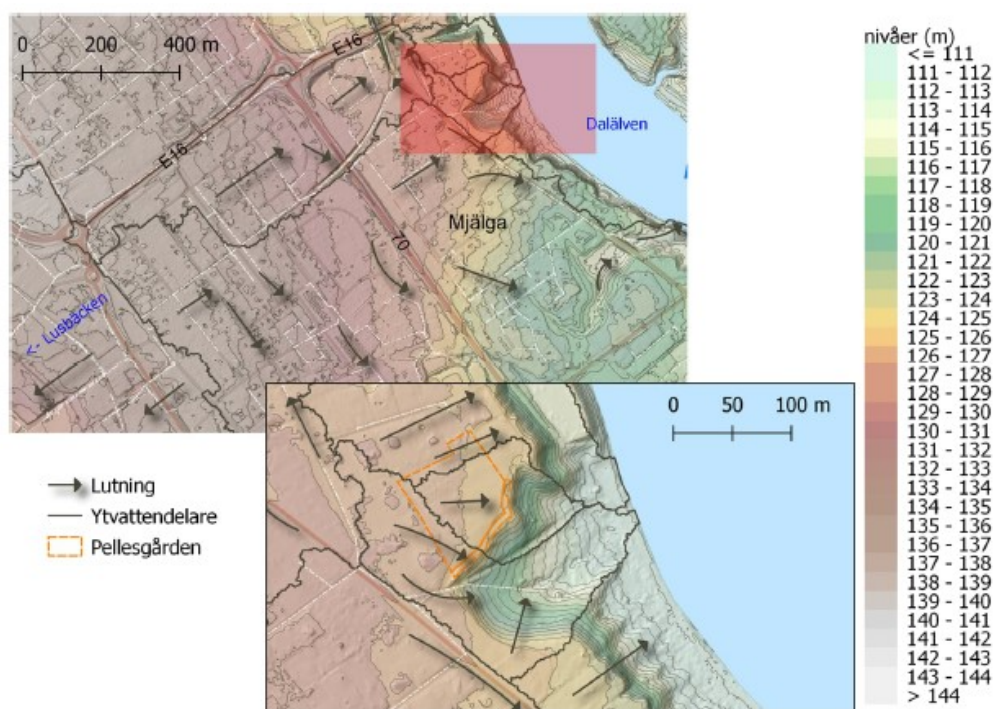 0 200 400 m
E16
Dalälven
E16
Mjälga
70
<- Lusbäcken
0 50 100 m
Lutning
Ytvattendelare
Pellesgården
nivåer (m)
<= 111
111 - 112
112 - 113
113 - 114
114 - 115
115 - 116
116 - 117
117 - 118
118 - 119
119 - 120
120 - 121
121 - 122
122 - 123
123 - 124
124 - 125
125 - 126
126 - 127
127 - 128
128 - 129
129 - 130
130 - 131
131 - 132
132 - 133
133 - 134
134 - 135
135 - 136
136 - 137
137 - 138
138 - 139
139 - 140
140 - 141
141 - 142
142 - 143
143 - 144
> 144